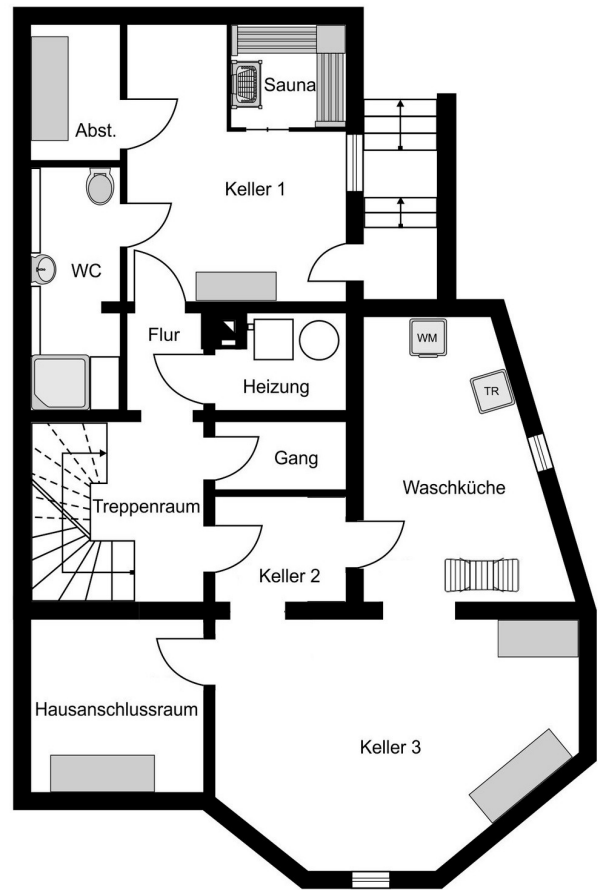 Sauna
Abst.
Keller 1
WC
Flur
WM
Heizung
TR
Gang
Waschküche
Treppenraum
Keller 2
Hausanschlussraum
Keller 3